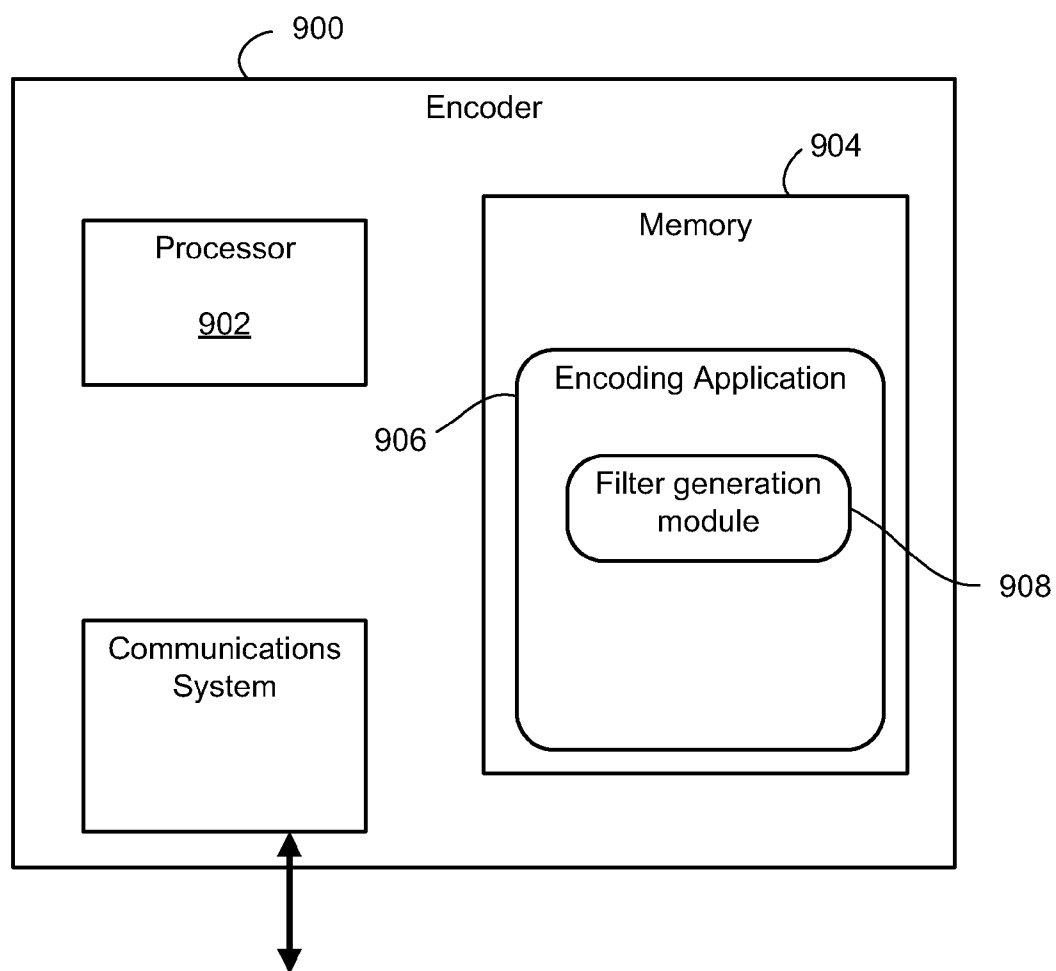 900
Encoder
904
Memory
Processor
902
Encoding Application
906
Filter generation
module
908
Communications
System